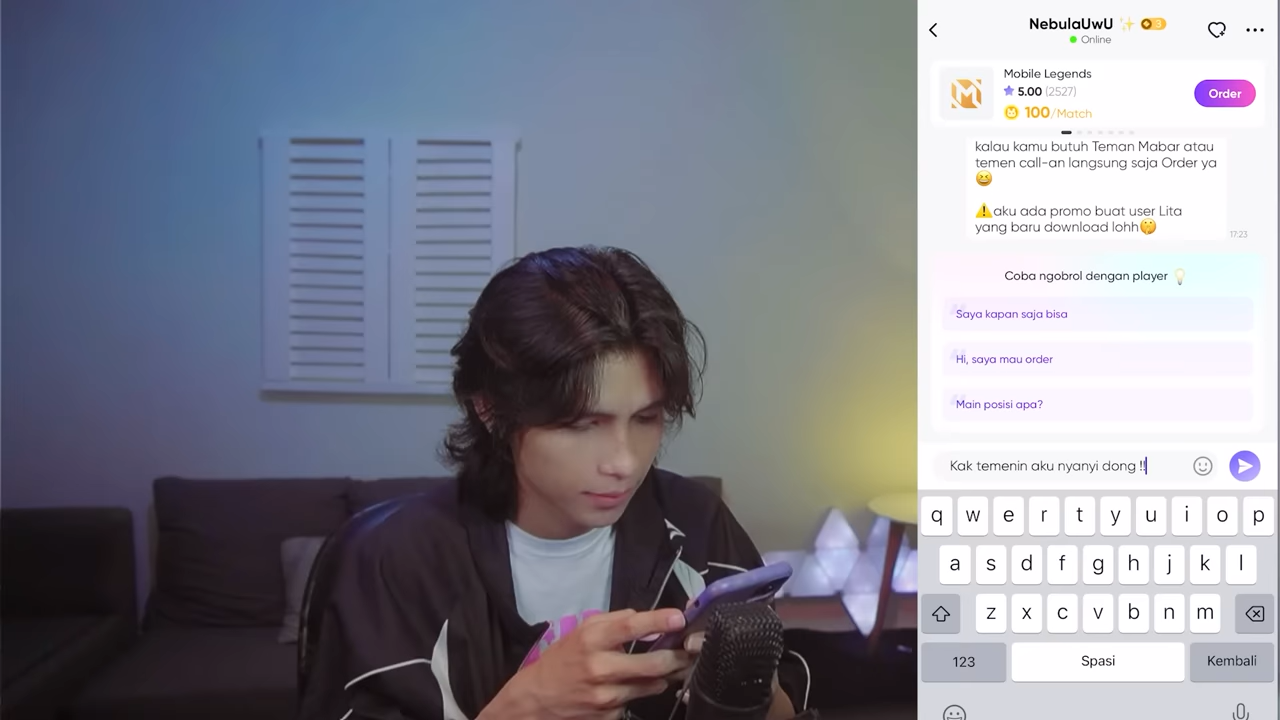 NebulaUwU ✨ 3
Online
Mobile Legends
5.00 (2527)
100/Match
Order
kalau kamu butuh Teman Mabar atau
temen call-an langsung saja Order ya
😆
⚠️aku ada promo buat user Lita
yang baru download lohh🤭
17:23
Coba ngobrol dengan player 💡
Saya kapan saja bisa
Hi, saya mau order
Main posisi apa?
Kak temenin aku nyanyi dong !!
q w e r t y u i o p
a s d f g h j k l
z x c v b n m
123 Spasi Kembali